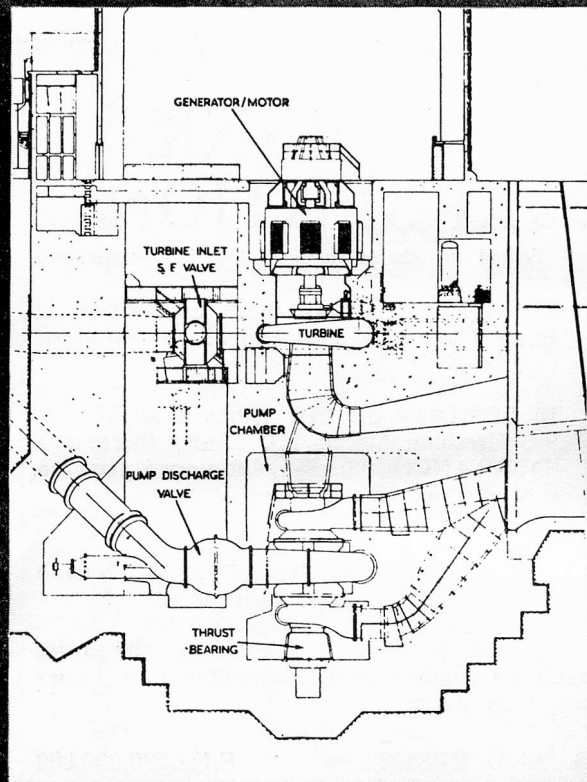 GENERATOR/MOTOR
TURBINE INLET
S F VALVE
TURBINE
PUMP
CHAMBER
PUMP DISCHARGE
VALVE
THRUST
BEARING